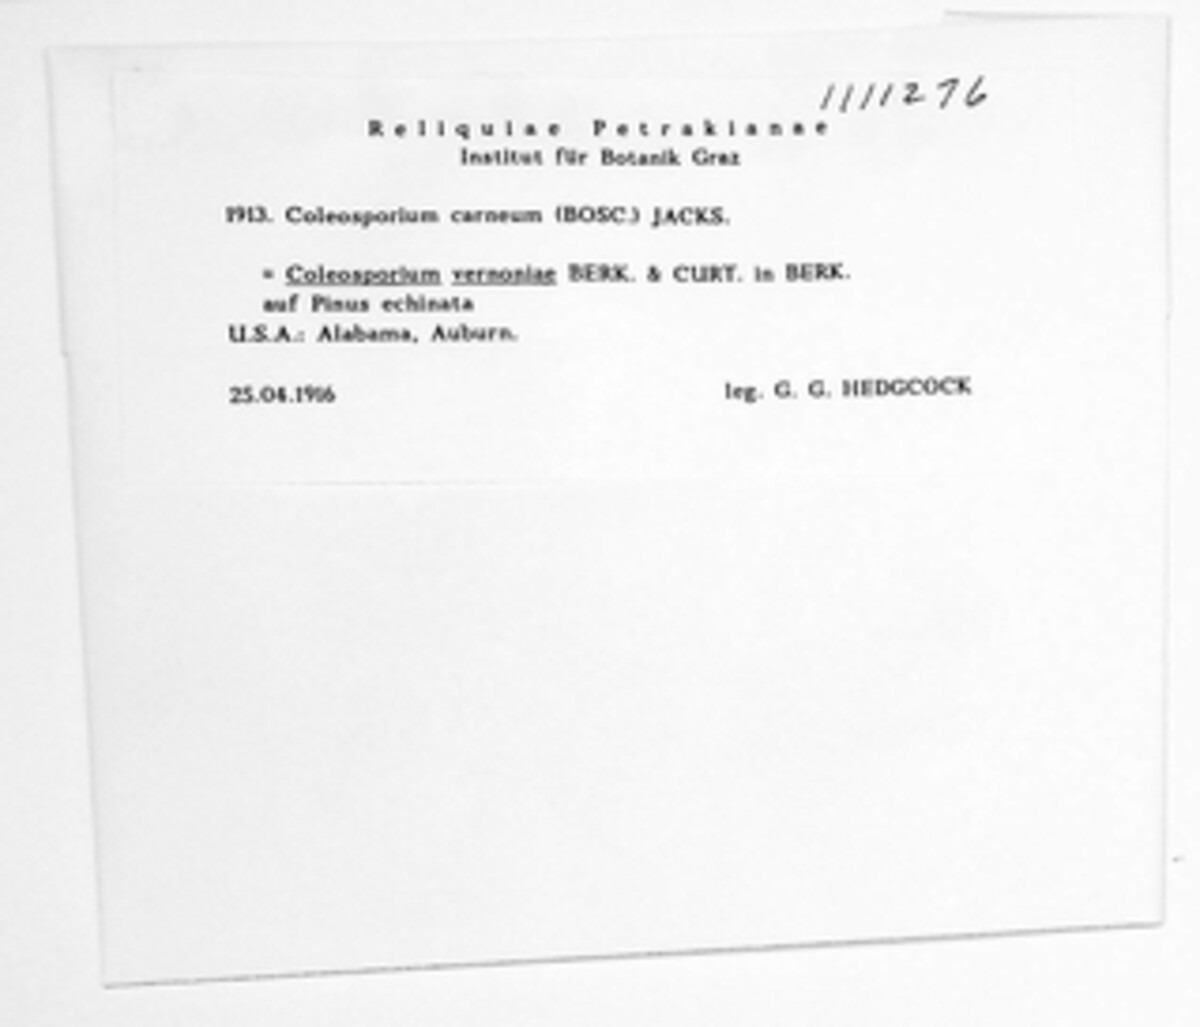 1111276
Reliquiae Petrakianae
Institut für Botanik Graz
1913. Coleosporium carneum (BOSC.) JACKS.
= Coleosporium vernoniae BERK. & CURT. in BERK.
auf Pinus echinata
U.S.A.: Alabama, Auburn.
25.04.1916 leg. G. G. HEDGCOCK